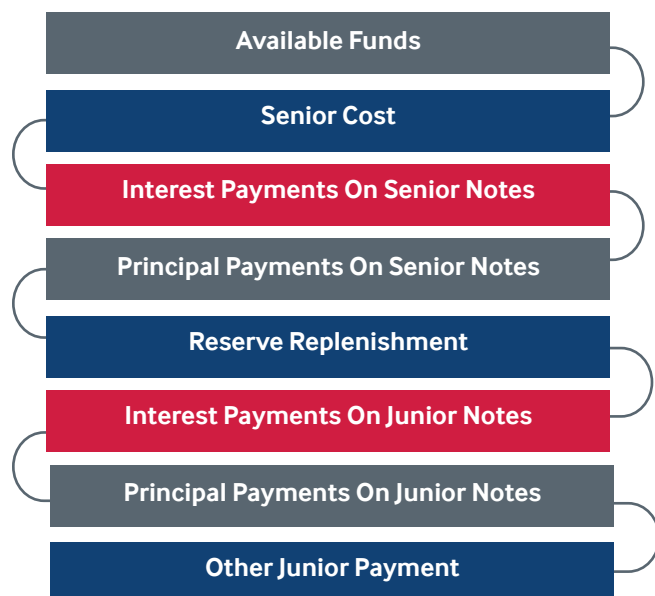 Available Funds
Senior Cost
Interest Payments On Senior Notes
Principal Payments On Senior Notes
Reserve Replenishment
Interest Payments On Junior Notes
Principal Payments On Junior Notes
Other Junior Payment